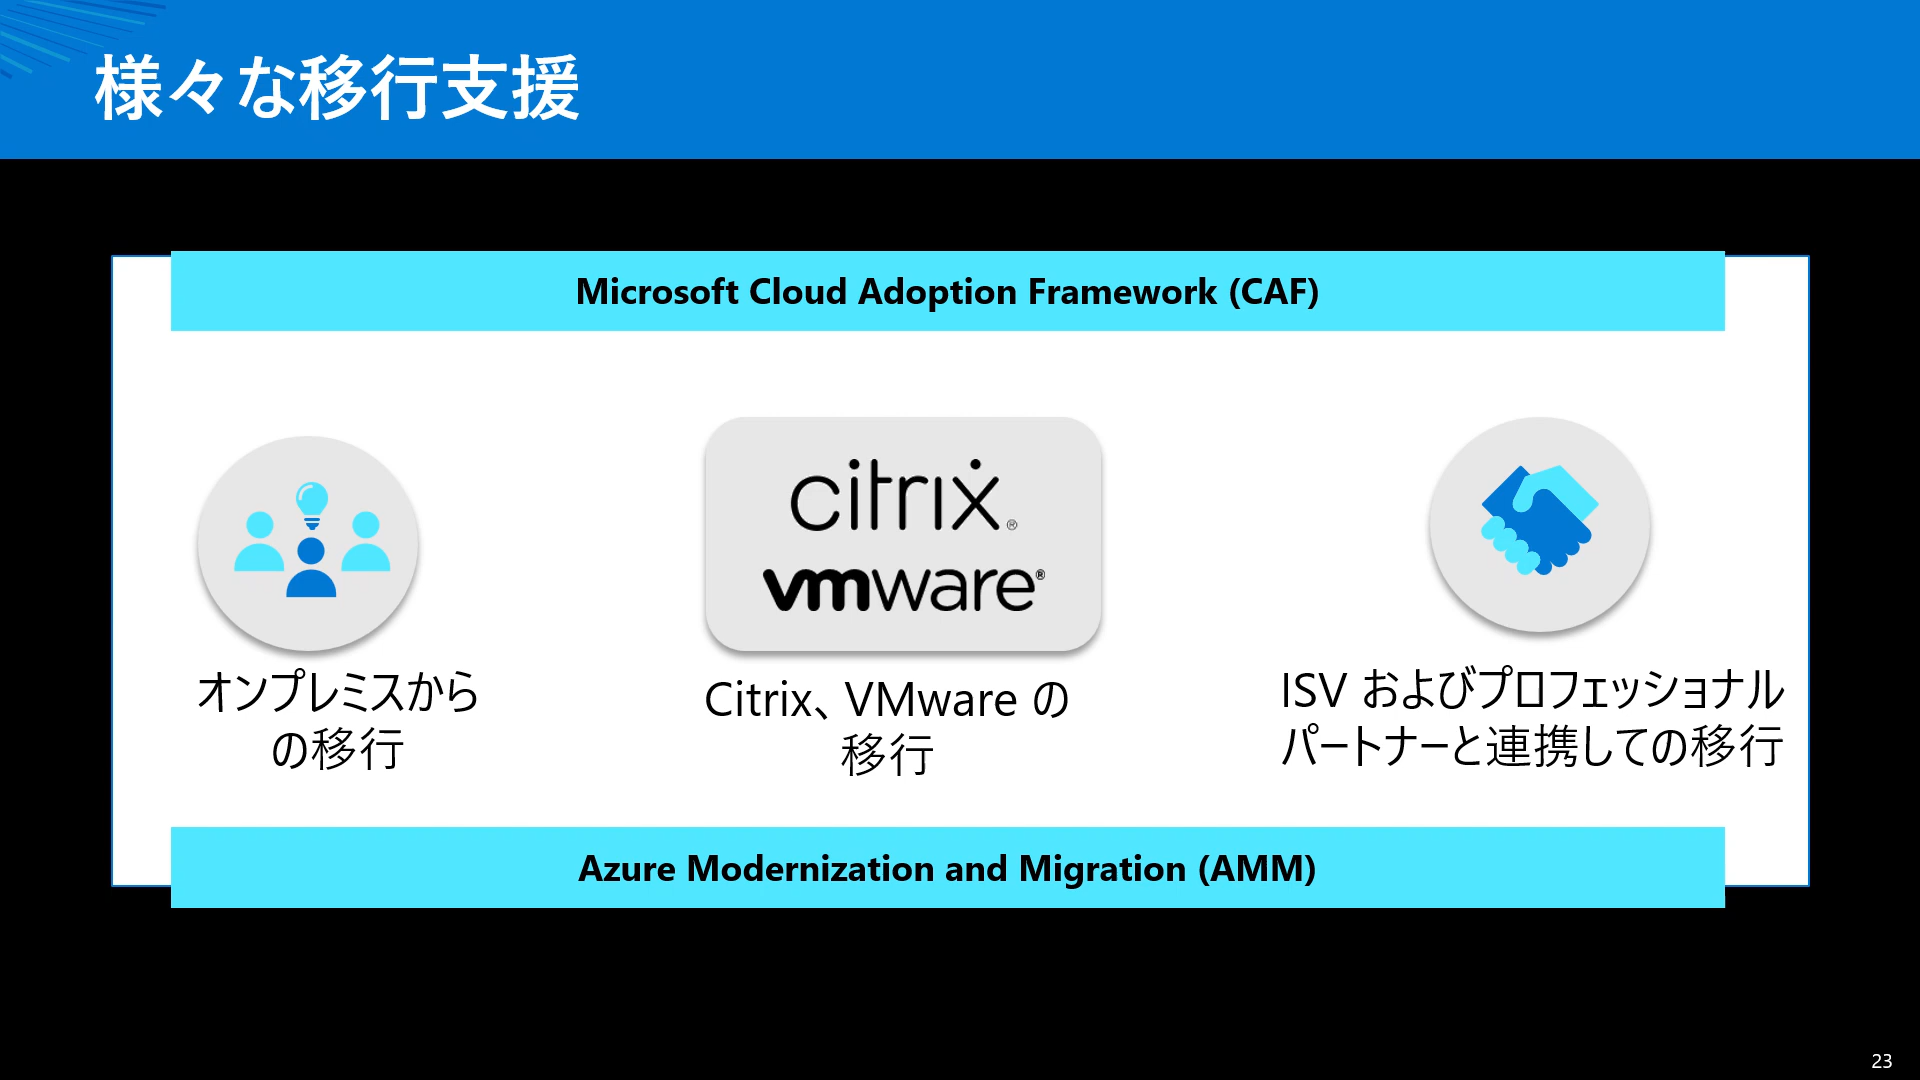 様々な移行支援
Microsoft Cloud Adoption Framework (CAF)
citrix®
vmware®
オンプレミスから
の移行
Citrix、VMware の
移行
ISV およびプロフェッショナル
パートナーと連携しての移行
Azure Modernization and Migration (AMM)
23